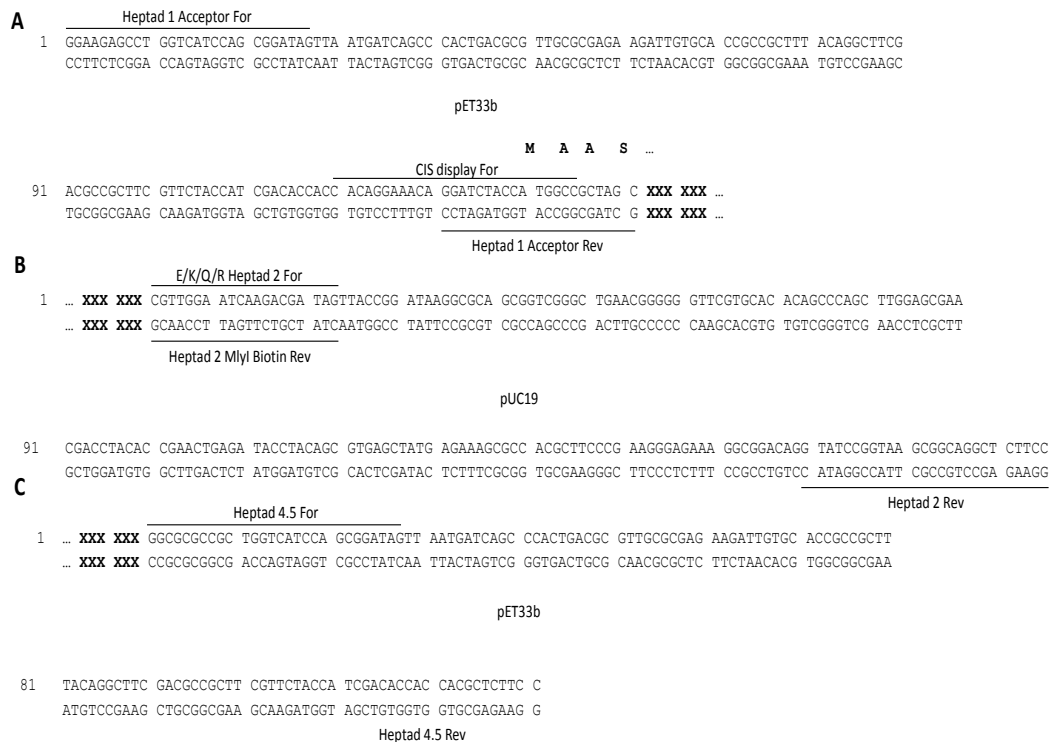 Heptad 1 Acceptor For
A
1 GGAAGAGCCT GGTCATCCAG CGGATAGTTA ATGATCAGCC CACTGACGCG TTGCGCGAGA AGATTGTGCA CCGCCGCTTT ACAGGCTTCG
CCTTCTCGGA CCAGTAGGTC GCCTATCAAT TACTAGTCGG GTGACTGCGC AACGCGCTCT TCTAACACGT GGCGGCGAAA TGTCCGAAGC
pET33b
M A A S …
CIS display For
91 ACGCCGCTTC GTTCTACCAT CGACACCACC CACAGGAAACA GGATCTACCA TGGCCGCTAGC C XXX XXX …
TGCGGCGAAG CAAGATGGTA GCTGTGGTGG TGTCCTTTGT CCTAGATGGT ACCGGCGATC G XXX XXX …
Heptad 1 Acceptor Rev
B
E/K/Q/R Heptad 2 For
1 … XXX XXX CGTTGGA ATCAAGACGA TAGTTACCGG ATAAGGCGCA GCGGTCGGGC TGAACGGGGG GTTCGTGCAC ACAGCCCAGC TTGGAGCGAA
… XXX XXX GCAACCT TAGTTCTGCT ATCAATGGCC TATTCCGCGT CGCCAGCCCG ACTTGCCCCC CAAGCACGTG TGTCGGGTCG AACCTCGCTT
Heptad 2 MlyI Biotin Rev
pUC19
91 CGACCTACAC CGAACTGAGA TACCTACAGC GTGAGCTATG AGAAAGCGCC ACGCTTCCCG AAGGGAGAAA GGCGGACAGG TATCCGGTAA GCGGCAGGCT CTTCC
GCTGGATGTG GCTTGACTCT ATGGATGTCG CACTCGATAC TCTTTCGCGG TGCGAAGGGC TTCCCTCTTT CCGCCTGTCC ATAGGCCATT CGCCGTCCGA GAAGG
Heptad 2 Rev
C
Heptad 4.5 For
1 … XXX XXX GGCGCGCCGC TGGTCATCCA GCGGATAGTT AATGATCAGC CCACTGACGC GTTGCGCGAG AAGATTGTGC ACCGCCGCTT
… XXX XXX CCGCGCGGCG ACCAGTAGGT CGCCTATCAA TTACTAGTCG GGTGACTGCG CAACGCGCTC TTCTAACACG TGGCGGCGAA
pET33b
81 TACAGGCTTC GACGCCGCTT CGTTCTACCA TCGACACCAC CACGCTCTTC C
ATGTCCGAAG CTGCGGCGAA GCAAGATGGT AGCTGTGGTG GTGCGAGAAG G
Heptad 4.5 Rev